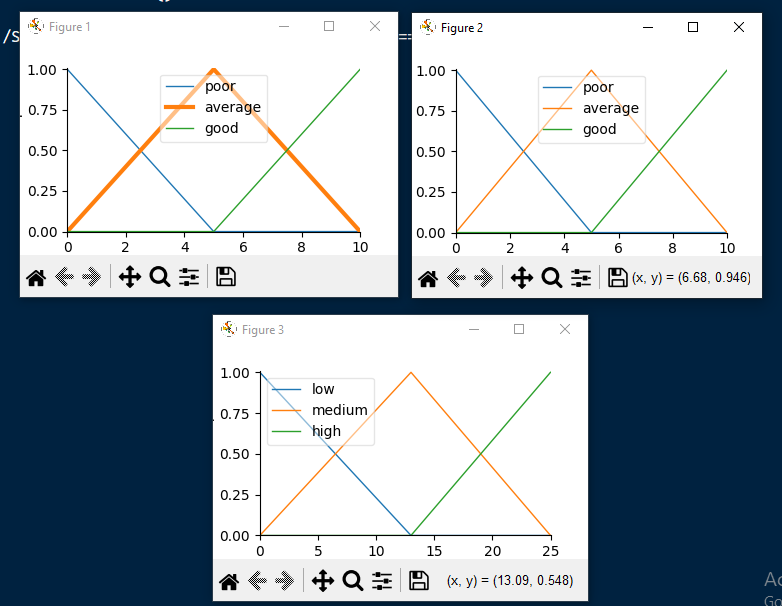 /S
Figure 1
1.00
0.75
0.50
0.25
0.00
0 2 4 6 8 10
poor
average
good
==
Figure 2
1.00
0.75
0.50
0.25
0.00
0 2 4 6 8 10
poor
average
good
(x, y) = (6.68, 0.946)
Figure 3
1.00
0.75
0.50
0.25
0.00
0 5 10 15 20 25
low
medium
high
(x, y) = (13.09, 0.548)
Ac
Go